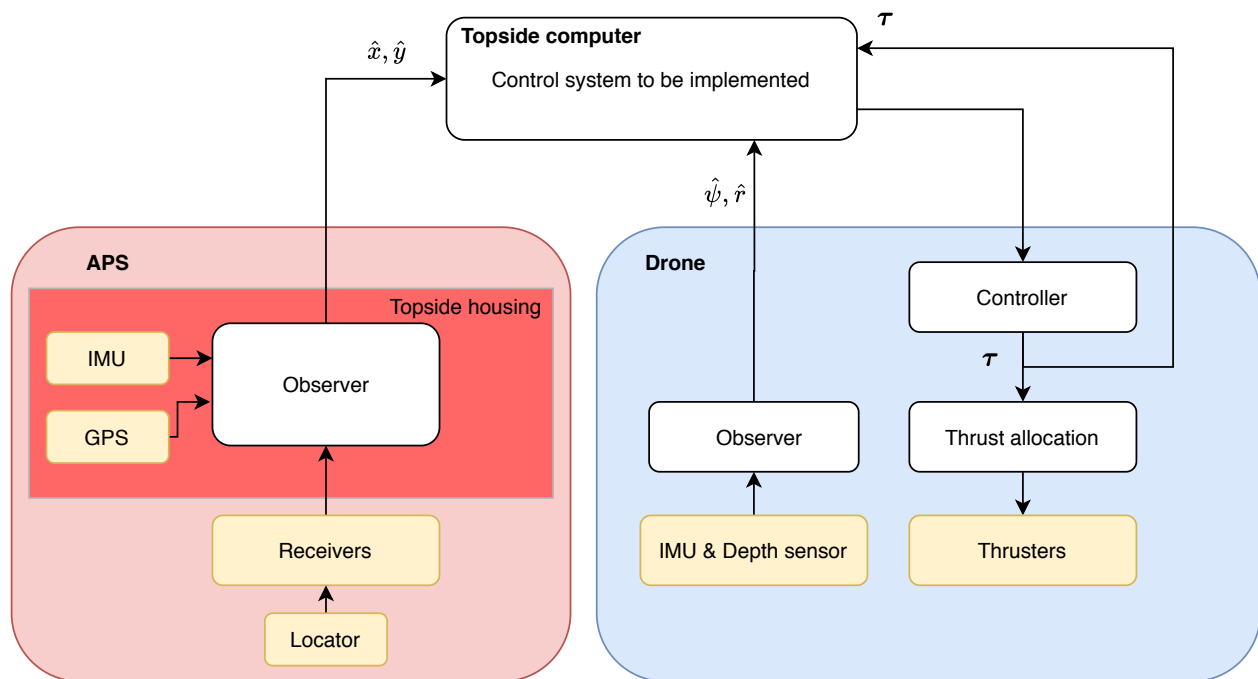 τ
Topside computer
x̂, ŷ
Control system to be implemented
ψ̂, r̂
APS
Drone
Topside housing
Controller
IMU
τ
Observer
GPS
Observer
Thrust allocation
Receivers
IMU & Depth sensor
Thrusters
Locator